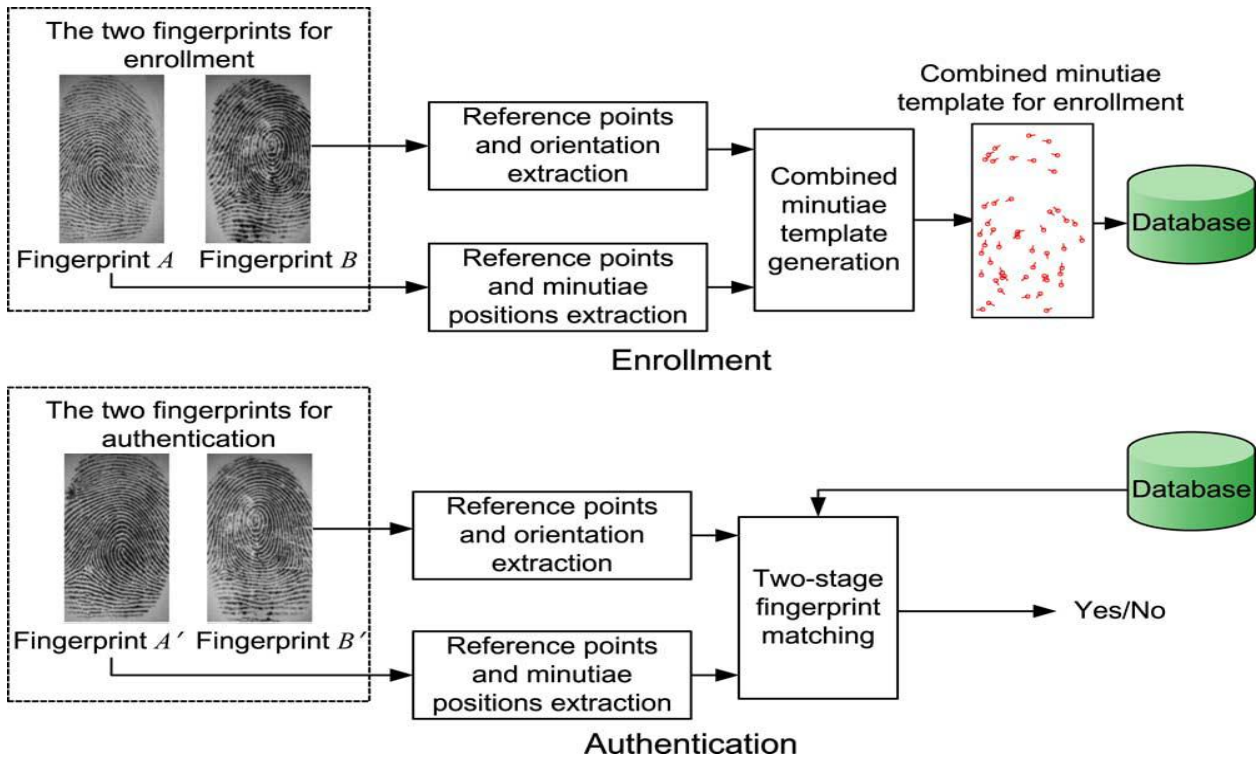 The two fingerprints for
enrollment
Fingerprint A
Fingerprint B
Reference points
and orientation
extraction
Reference points
and minutiae
positions extraction
Combined
minutiae
template
generation
Combined minutiae
template for enrollment
Database
Enrollment
The two fingerprints for
authentication
Fingerprint A′
Fingerprint B′
Reference points
and orientation
extraction
Reference points
and minutiae
positions extraction
Two-stage
fingerprint
matching
Database
Yes/No
Authentication